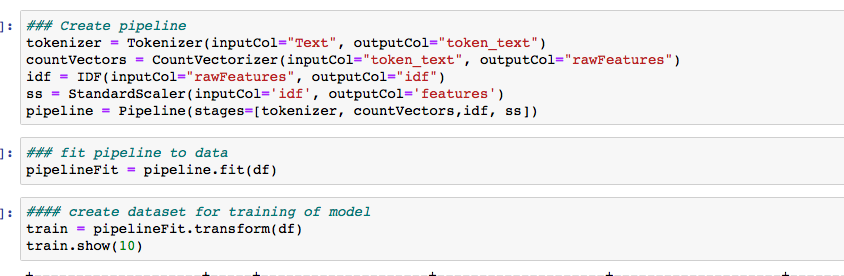 ]: ### Create pipeline
tokenizer = Tokenizer(inputCol="Text", outputCol="token_text")
countVectors = CountVectorizer(inputCol="token_text", outputCol="rawFeatures")
idf = IDF(inputCol="rawFeatures", outputCol="idf")
ss = StandardScaler(inputCol='idf', outputCol='features')
pipeline = Pipeline(stages=[tokenizer, countVectors,idf, ss])
]: ### fit pipeline to data
pipelineFit = pipeline.fit(df)
]: #### create dataset for training of model
train = pipelineFit.transform(df)
train.show(10)